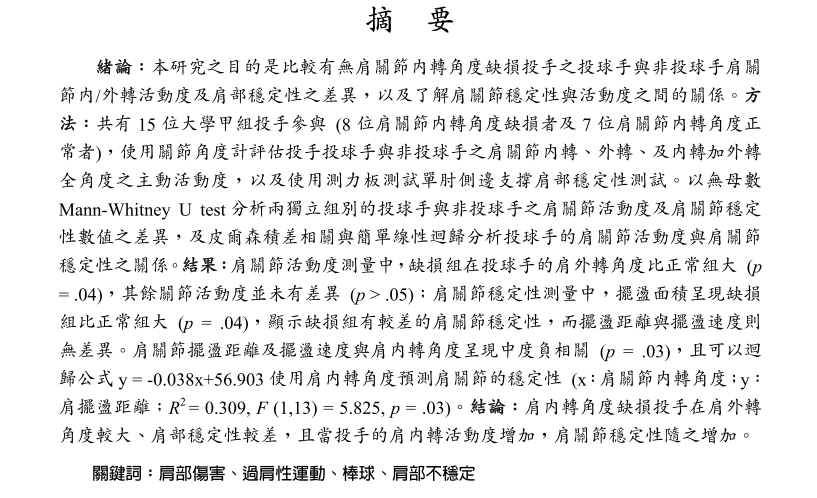 摘 要
緒論：本研究之目的是比較有無肩關節內轉角度缺損投手之投球手與非投球手肩關
節內/外轉活動度及肩部穩定性之差異，以及了解肩關節穩定性與活動度之間的關係。方
法：共有 15 位大學甲組投手參與 (8 位肩關節內轉角度缺損者及 7 位肩關節內轉角度正
常者)，使用關節角度計評估投手投球手與非投球手之肩關節內轉、外轉、及內轉加外轉
全角度之主動活動度，以及使用測力板測試單肘側邊支撐肩部穩定性測試。以無母數
Mann-Whitney U test 分析兩獨立組別的投球手與非投球手之肩關節活動度及肩關節穩定
性數值之差異，及皮爾森積差相關與簡單線性迴歸分析投球手的肩關節活動度與肩關節
穩定性之關係。結果：肩關節活動度測量中，缺損組在投球手的肩外轉角度比正常組大 (p
= .04)，其餘關節活動度並未有差異 (p > .05)；肩關節穩定性測量中，擺盪面積呈現缺損
組比正常組大 (p = .04)，顯示缺損組有較差的肩關節穩定性，而擺盪距離與擺盪速度則
無差異。肩關節擺盪距離及擺盪速度與肩內轉角度呈現中度負相關 (p = .03)，且可以迴
歸公式 y = -0.038x+56.903 使用肩內轉角度預測肩關節的穩定性 (x：肩關節內轉角度；y：
肩擺盪距離；R² = 0.309, F (1,13) = 5.825, p = .03)。結論：肩內轉角度缺損投手在肩外轉
角度較大、肩部穩定性較差，且當投手的肩內轉活動度增加，肩關節穩定性隨之增加。
關鍵詞：肩部傷害、過肩性運動、棒球、肩部不穩定